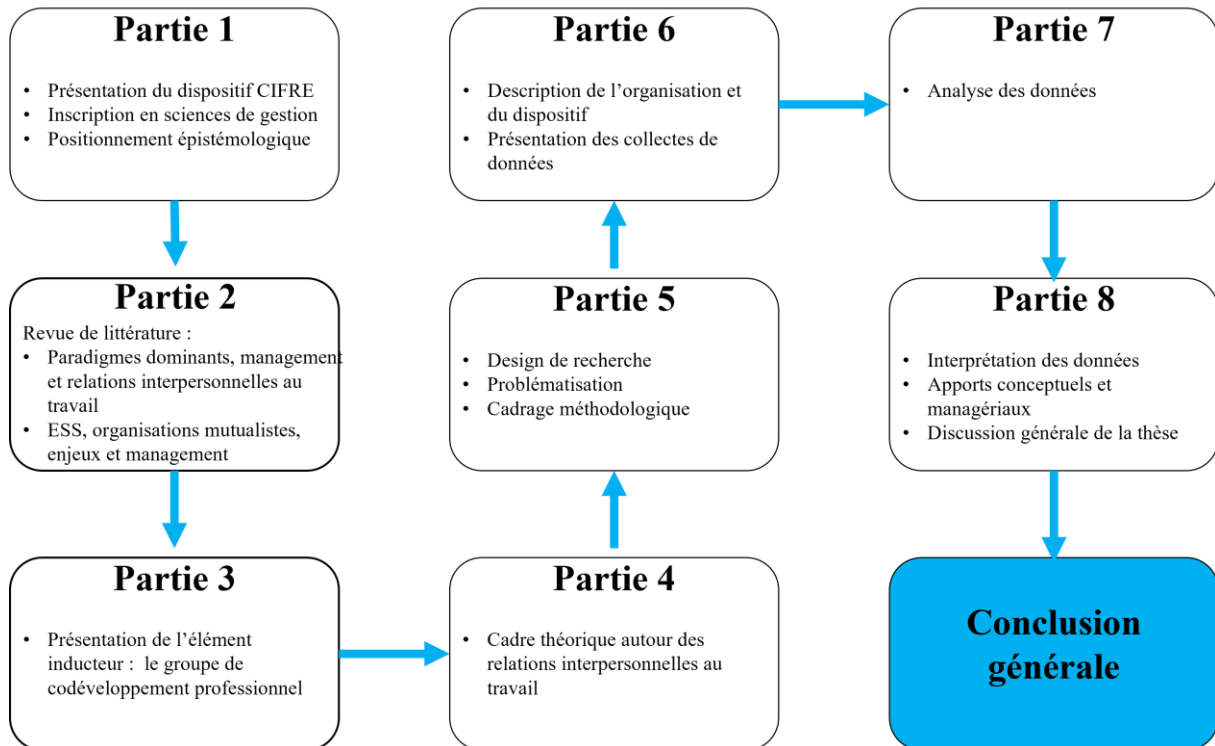 Partie 1
• Présentation du dispositif CIFRE
• Inscription en sciences de gestion
• Positionnement épistémologique
Partie 2
Revue de littérature :
• Paradigmes dominants, management
et relations interpersonnelles au
travail
• ESS, organisations mutualistes,
enjeux et management
Partie 3
• Présentation de l’élément
inducteur : le groupe de
codéveloppement professionnel
Partie 4
• Cadre théorique autour des
relations interpersonnelles au
travail
Partie 5
• Design de recherche
• Problématisation
• Cadrage méthodologique
Partie 6
• Description de l’organisation et
du dispositif
• Présentation des collectes de
données
Partie 7
• Analyse des données
Partie 8
• Interprétation des données
• Apports conceptuels et
managériaux
• Discussion générale de la thèse
Conclusion
générale